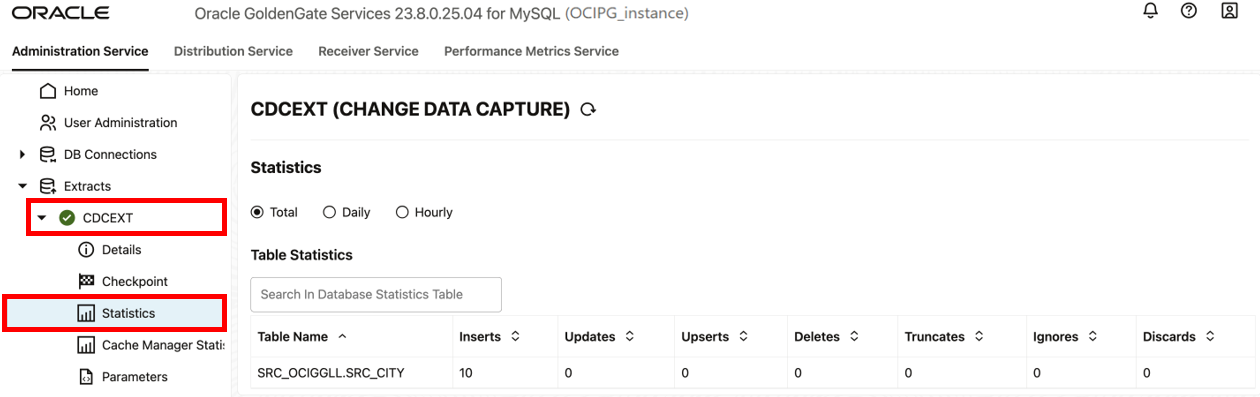 ORACLE Oracle GoldenGate Services 23.8.0.25.04 for MySQL (OCIPG_instance)
Administration Service Distribution Service Receiver Service Performance Metrics Service
Home
User Administration
DB Connections
Extracts
CDCEXT
Details
Checkpoint
Statistics
Cache Manager Statis
Parameters
CDCEXT (CHANGE DATA CAPTURE)
Statistics
Total Daily Hourly
Table Statistics
Search In Database Statistics Table
Table Name Inserts Updates Upserts Deletes Truncates Ignores Discards
SRC_OCIGGLL.SRC_CITY 10 0 0 0 0 0 0